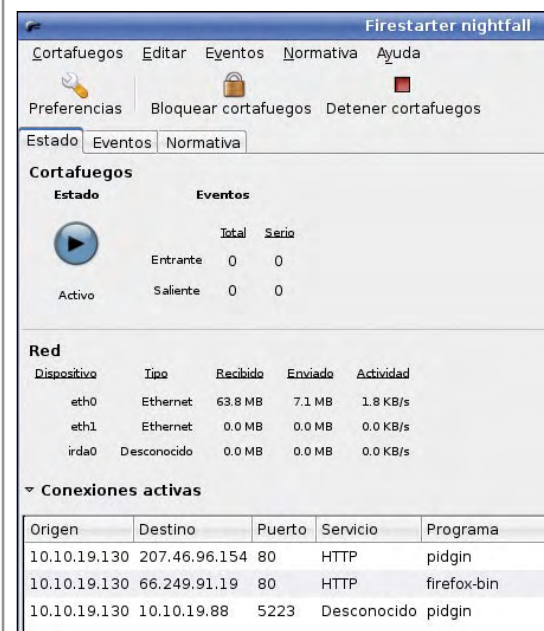 Firestarter nightfall
Cortafuegos Editar Eventos Normativa Ayuda
Preferencias Bloquear cortafuegos Detener cortafuegos
Estado Eventos Normativa
Cortafuegos
Estado Eventos
Total Serio
Entrante 0 0
Activo Saliente 0 0
Red
Dispositivo Tipo Recibido Enviado Actividad
eth0 Ethernet 63.8 MB 7.1 MB 1.8 KB/s
eth1 Ethernet 0.0 MB 0.0 MB 0.0 KB/s
irda0 Desconocido 0.0 MB 0.0 MB 0.0 KB/s
Conexiones activas
Origen Destino Puerto Servicio Programa
10.10.19.130 207.46.96.154 80 HTTP pidgin
10.10.19.130 66.249.91.19 80 HTTP firefox-bin
10.10.19.130 10.10.19.88 5223 Desconocido pidgin